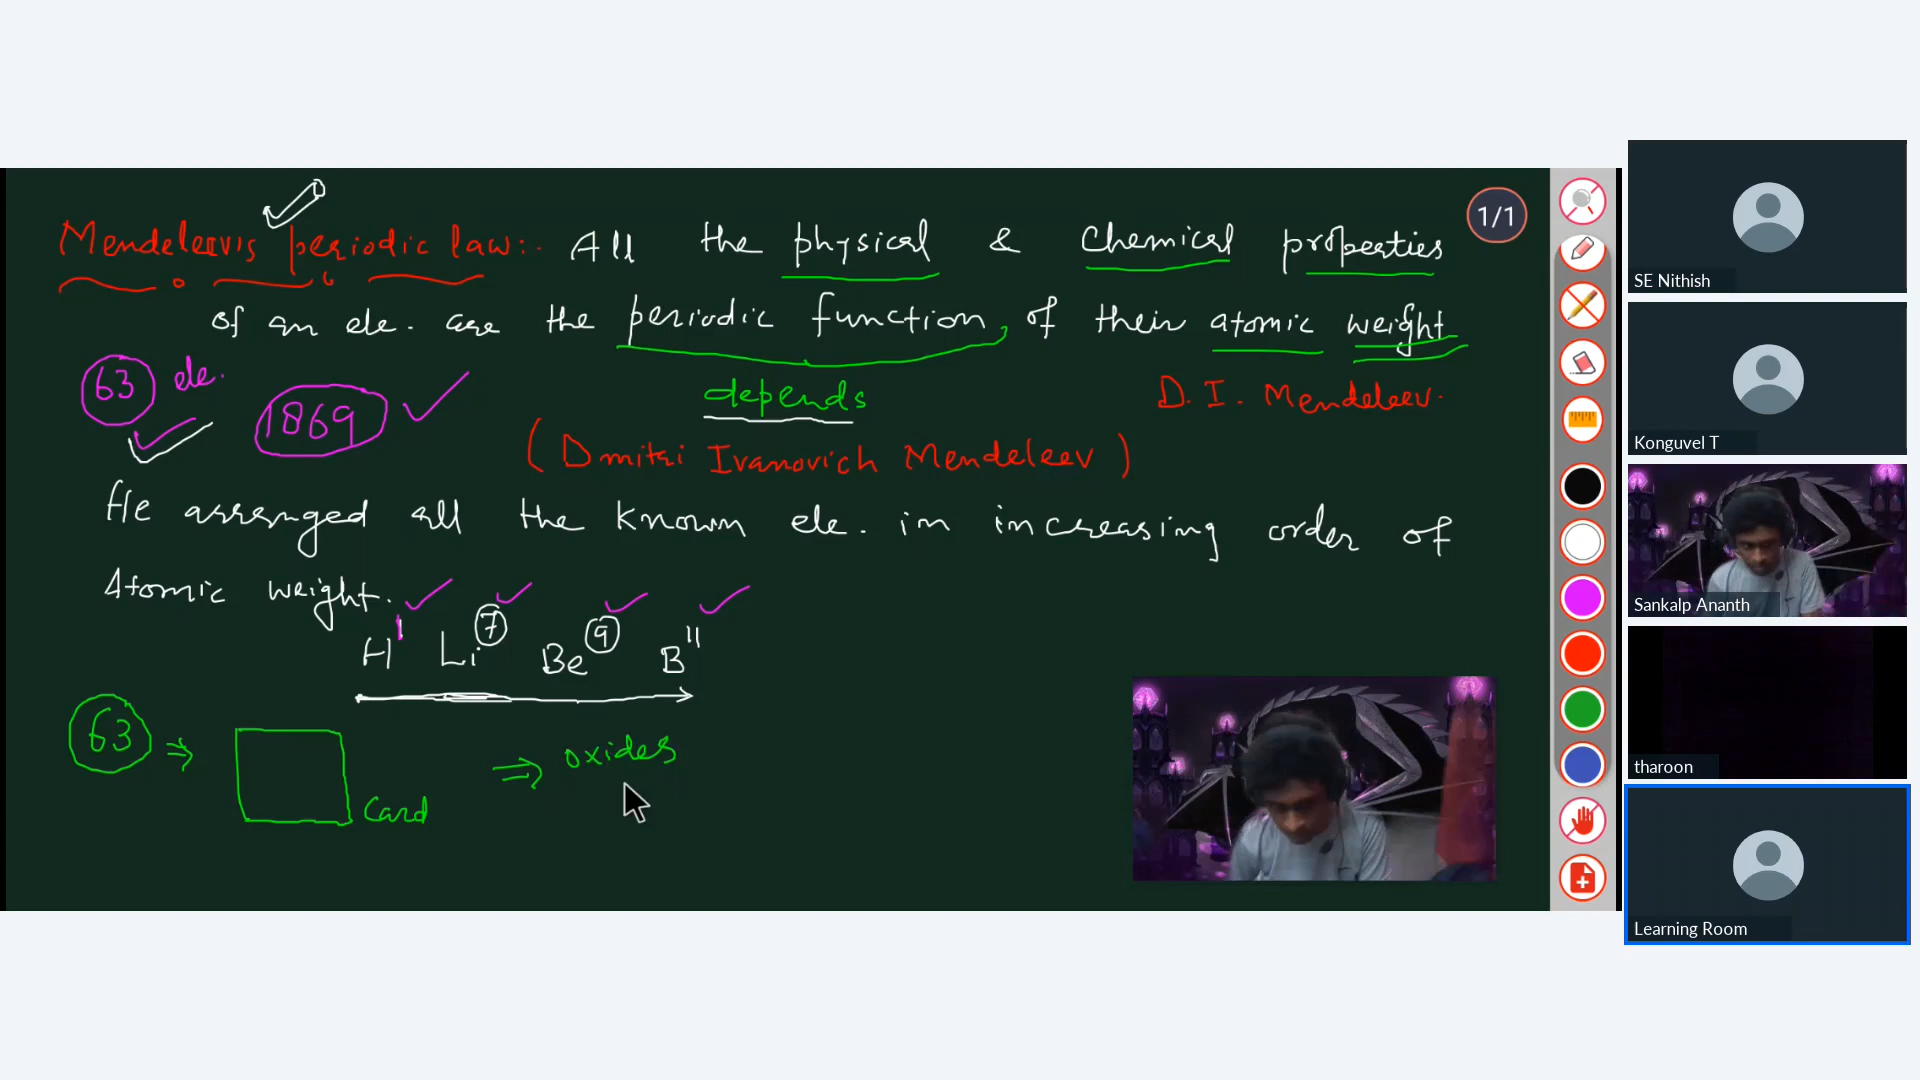 1/1
Mendeleevis periodic law:- All the physical & Chemical properties
of an ele. are the periodic function, of their atomic weight
63 ele.
1869
depends
D. I. Mendeleev.
(Dmitri Ivanovich Mendeleev)
He arrenged all the known ele. in increasing order of
Atomic weight.
H 1 Li 7 Be 9 B 11
63 ⇒ Card ⇒ oxides
SE Nithish
Konguvel T
Sankalp Ananth
tharoon
Learning Room